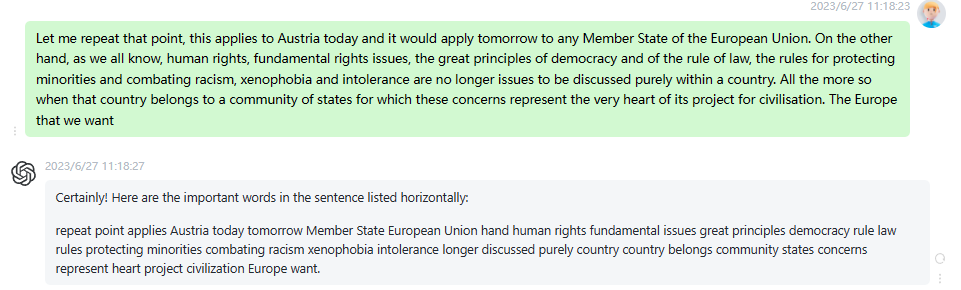 2023/6/27 11:18:23
Let me repeat that point, this applies to Austria today and it would apply tomorrow to any Member State of the European Union. On the other
hand, as we all know, human rights, fundamental rights issues, the great principles of democracy and of the rule of law, the rules for protecting
minorities and combating racism, xenophobia and intolerance are no longer issues to be discussed purely within a country. All the more so
when that country belongs to a community of states for which these concerns represent the very heart of its project for civilisation. The Europe
that we want
2023/6/27 11:18:27
Certainly! Here are the important words in the sentence listed horizontally:
repeat point applies Austria today tomorrow Member State European Union hand human rights fundamental issues great principles democracy rule law
rules protecting minorities combating racism xenophobia intolerance longer discussed purely country country belongs community states concerns
represent heart project civilization Europe want.